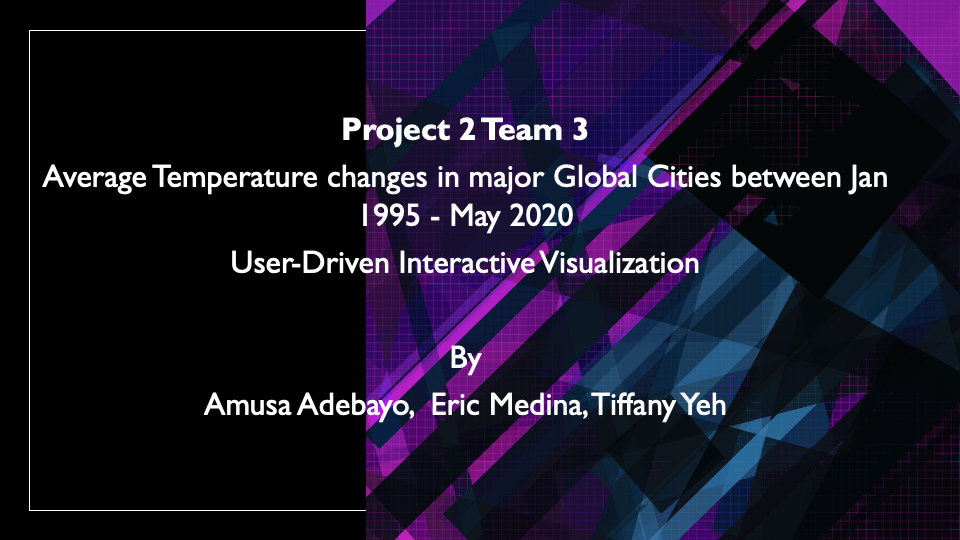 Project 2 Team 3
Average Temperature changes in major Global Cities between Jan
1995 - May 2020
User-Driven Interactive Visualization
By
Amusa Adebayo,  Eric Medina, Tiffany Yeh